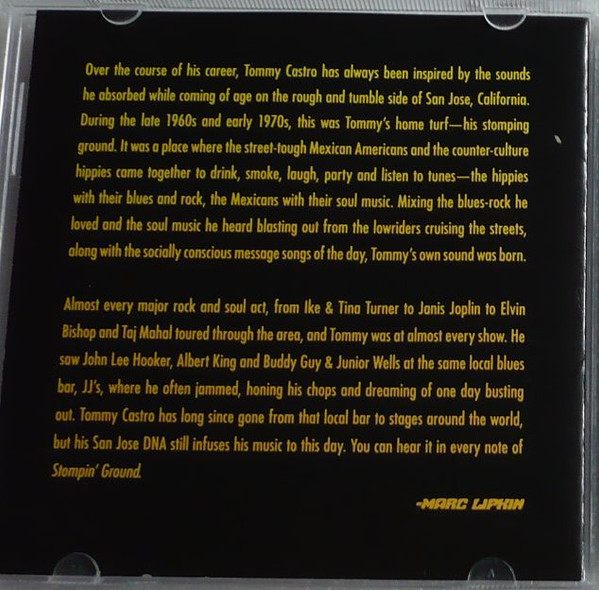 Over the course of his career, Tommy Castro has always been inspired by the sounds
he absorbed while coming of age on the rough and tumble side of San Jose, California.
During the late 1960s and early 1970s, this was Tommy's home turf—his stomping
ground. It was a place where the street-tough Mexican Americans and the counter-culture
hippies came together to drink, smoke, laugh, party and listen to tunes—the hippies
with their blues and rock, the Mexicans with their soul music. Mixing the blues-rock he
loved and the soul music he heard blasting out from the lowriders cruising the streets,
along with the socially conscious message songs of the day, Tommy's own sound was born.
Almost every major rock and soul act, from Ike & Tina Turner to Janis Joplin to Elvin
Bishop and Taj Mahal toured through the area, and Tommy was at almost every show. He
saw John Lee Hooker, Albert King and Buddy Guy & Junior Wells at the same local blues
bar, JJ's, where he often jammed, honing his chops and dreaming of one day busting
out. Tommy Castro has long since gone from that local bar to stages around the world,
but his San Jose DNA still infuses his music to this day. You can hear it in every note of
Stompin' Ground.
-MARC LIPKIN